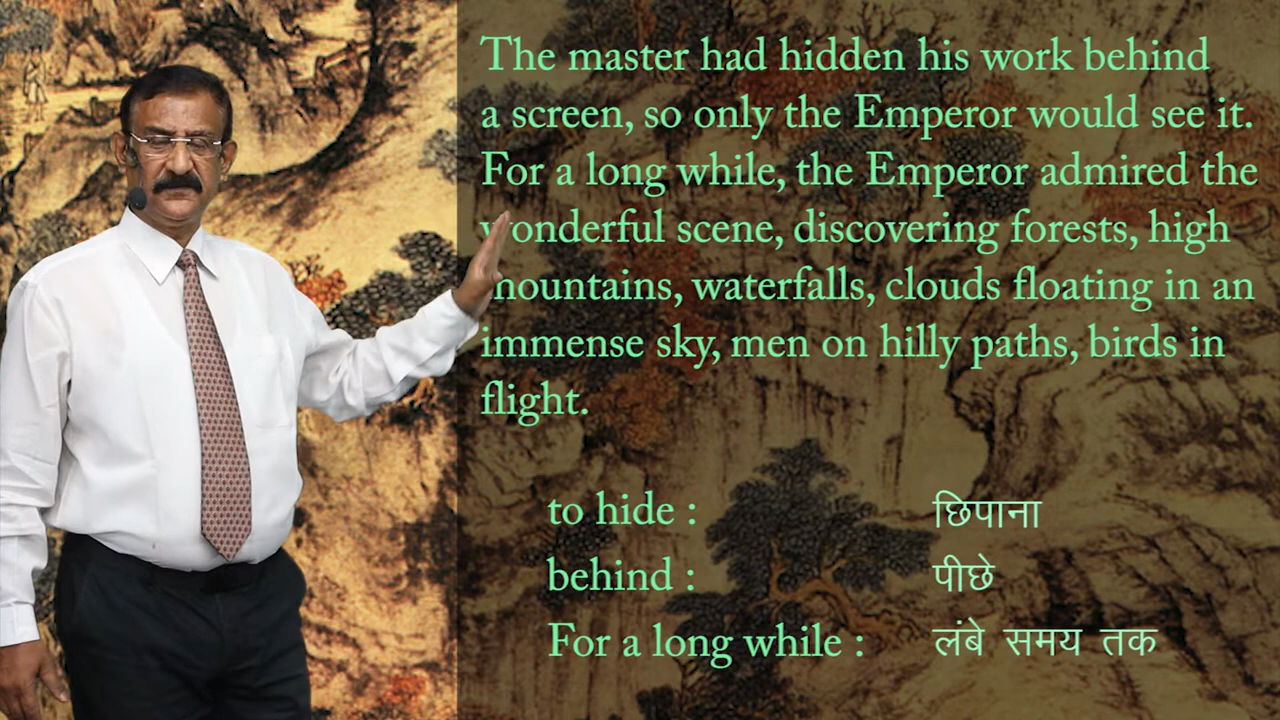 The master had hidden his work behind
a screen, so only the Emperor would see it.
For a long while, the Emperor admired the
wonderful scene, discovering forests, high
mountains, waterfalls, clouds floating in an
immense sky, men on hilly paths, birds in
flight.
to hide : छिपाना
behind : पीछे
For a long while : लंबे समय तक